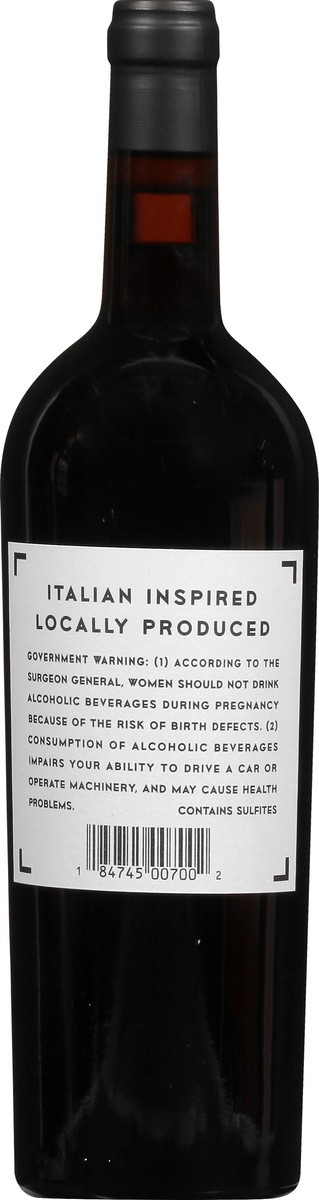 ITALIAN INSPIRED
LOCALLY PRODUCED
GOVERNMENT WARNING: (1) ACCORDING TO THE
SURGEON GENERAL, WOMEN SHOULD NOT DRINK
ALCOHOLIC BEVERAGES DURING PREGNANCY
BECAUSE OF THE RISK OF BIRTH DEFECTS. (2)
CONSUMPTION OF ALCOHOLIC BEVERAGES
IMPAIRS YOUR ABILITY TO DRIVE A CAR OR
OPERATE MACHINERY, AND MAY CAUSE HEALTH
PROBLEMS. CONTAINS SULFITES
1 84745 00700 2